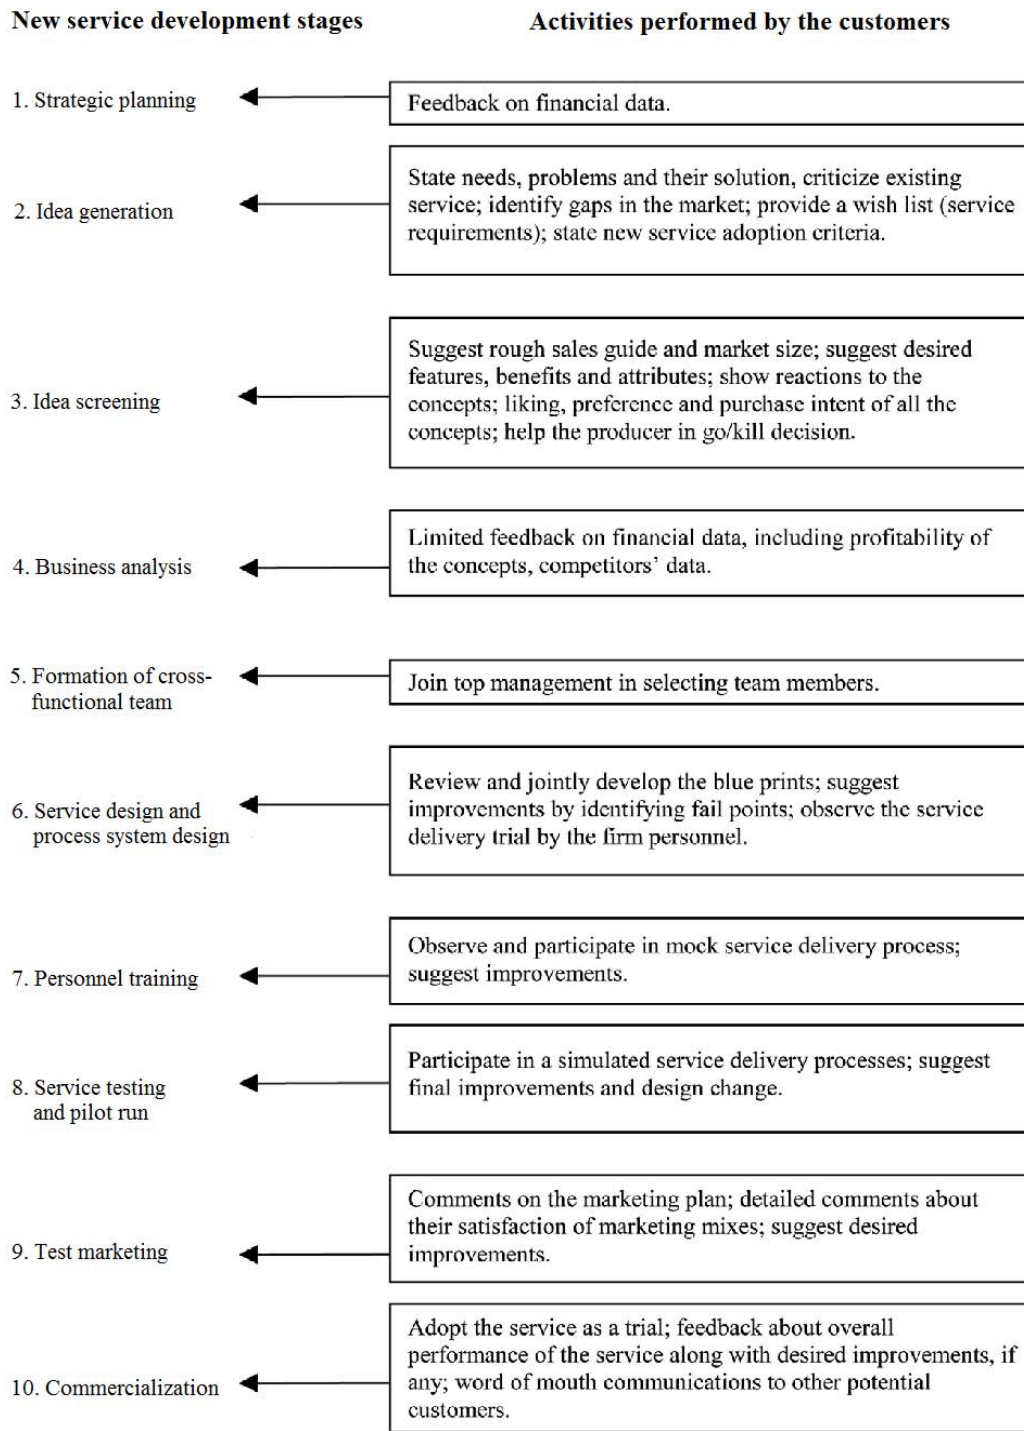 New service development stages
Activities performed by the customers
1. Strategic planning
Feedback on financial data.
2. Idea generation
State needs, problems and their solution, criticize existing
service; identify gaps in the market; provide a wish list (service
requirements); state new service adoption criteria.
3. Idea screening
Suggest rough sales guide and market size; suggest desired
features, benefits and attributes; show reactions to the
concepts; liking, preference and purchase intent of all the
concepts; help the producer in go/kill decision.
4. Business analysis
Limited feedback on financial data, including profitability of
the concepts, competitors’ data.
5. Formation of cross-
functional team
Join top management in selecting team members.
6. Service design and
process system design
Review and jointly develop the blue prints; suggest
improvements by identifying fail points; observe the service
delivery trial by the firm personnel.
7. Personnel training
Observe and participate in mock service delivery process;
suggest improvements.
8. Service testing
and pilot run
Participate in a simulated service delivery processes; suggest
final improvements and design change.
9. Test marketing
Comments on the marketing plan; detailed comments about
their satisfaction of marketing mixes; suggest desired
improvements.
10. Commercialization
Adopt the service as a trial; feedback about overall
performance of the service along with desired improvements, if
any; word of mouth communications to other potential
customers.